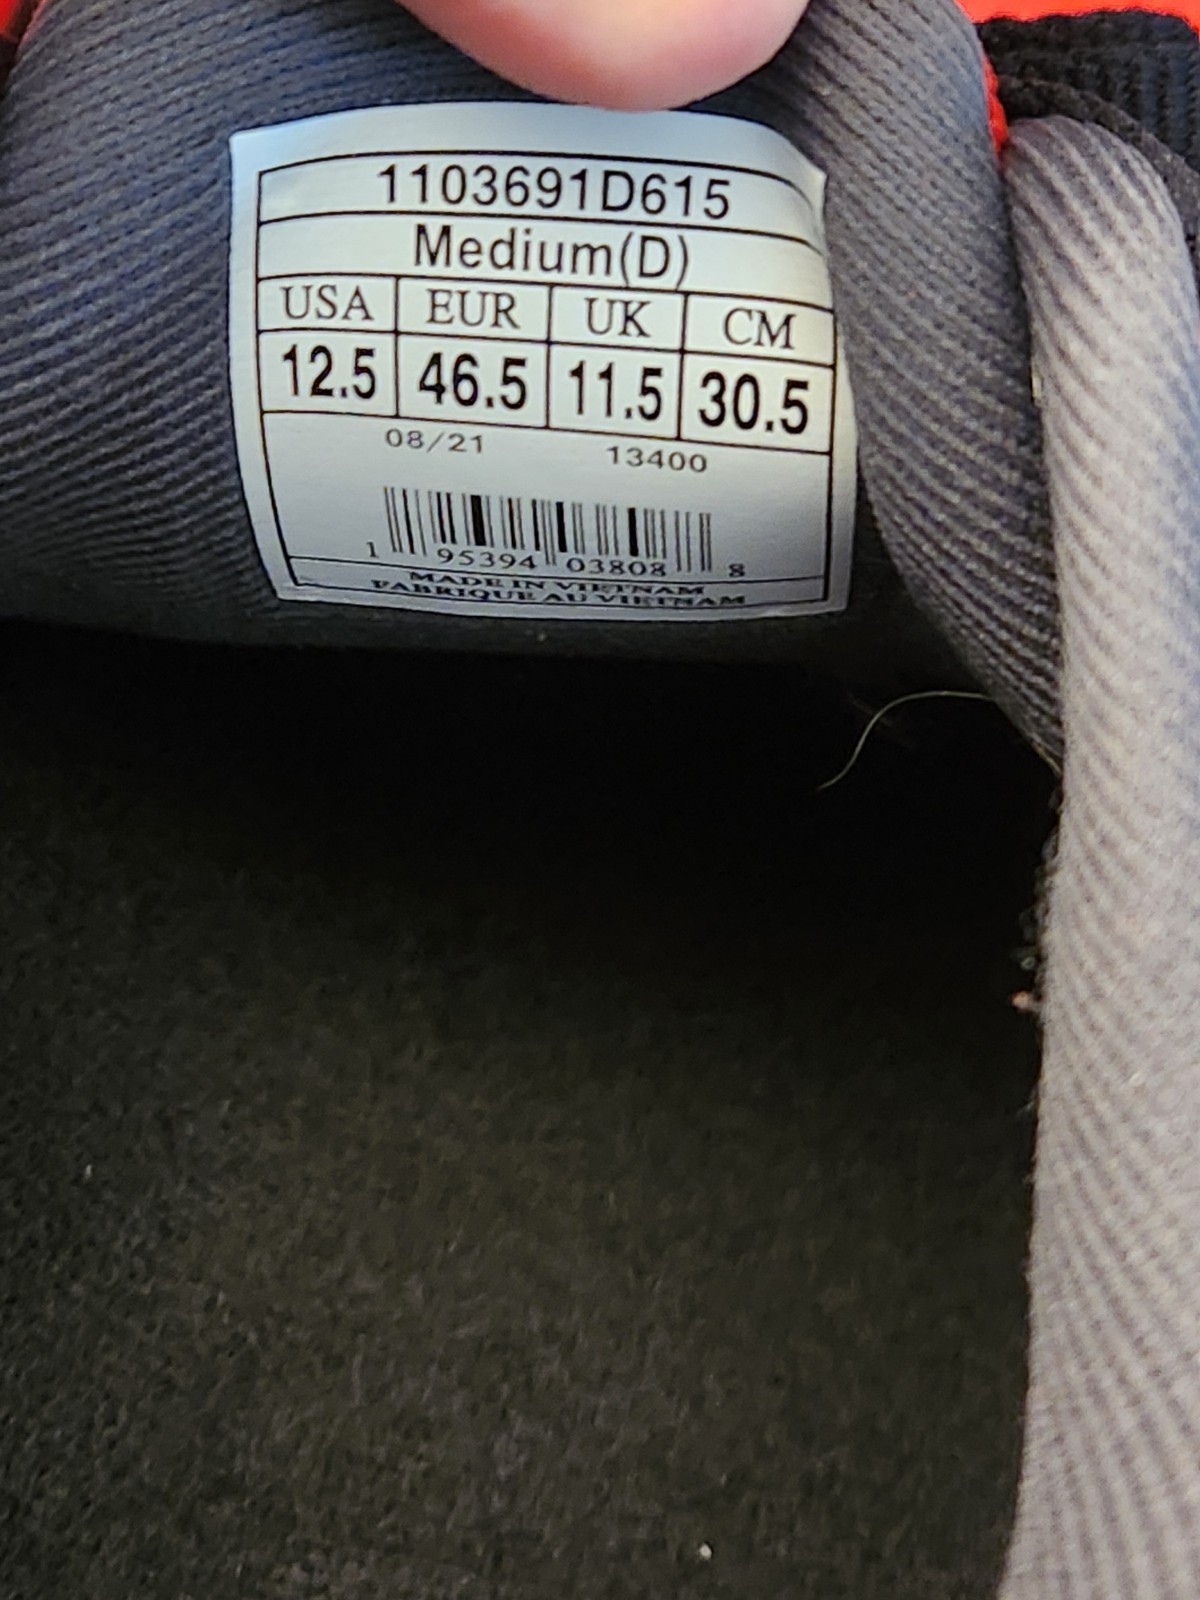 1103691D615
Medium(D)
USA EUR UK CM
12.5 46.5 11.5 30.5
08/21 13400
1 95394 03808 8
MADE IN VIETNAM
FABRIQUE AU VIETNAM